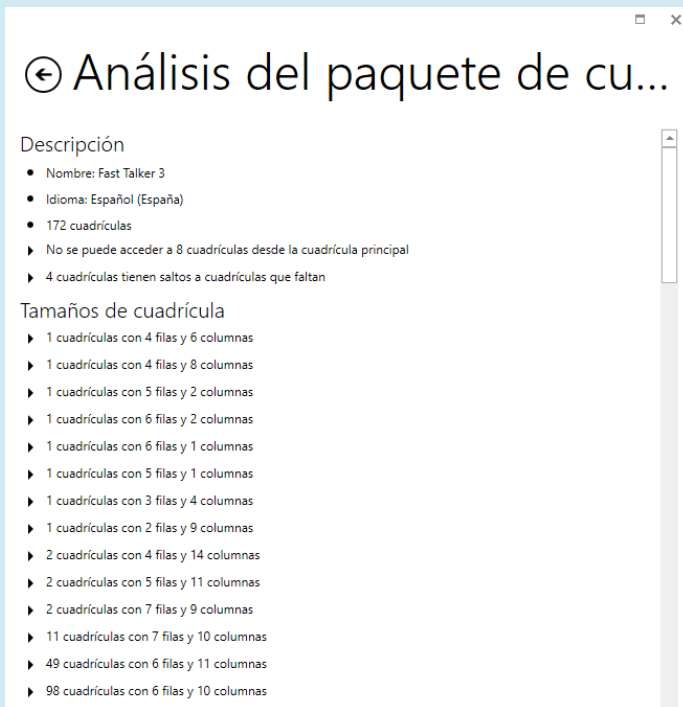 Análisis del paquete de cu...
Descripción
Nombre: Fast Talker 3
Idioma: Español (España)
172 cuadrículas
No se puede acceder a 8 cuadrículas desde la cuadrícula principal
4 cuadrículas tienen saltos a cuadrículas que faltan
Tamaños de cuadrícula
1 cuadrículas con 4 filas y 6 columnas
1 cuadrículas con 4 filas y 8 columnas
1 cuadrículas con 5 filas y 2 columnas
1 cuadrículas con 6 filas y 2 columnas
1 cuadrículas con 6 filas y 1 columnas
1 cuadrículas con 5 filas y 1 columnas
1 cuadrículas con 3 filas y 4 columnas
1 cuadrículas con 2 filas y 9 columnas
2 cuadrículas con 4 filas y 14 columnas
2 cuadrículas con 5 filas y 11 columnas
2 cuadrículas con 7 filas y 9 columnas
11 cuadrículas con 7 filas y 10 columnas
49 cuadrículas con 6 filas y 11 columnas
98 cuadrículas con 6 filas y 10 columnas